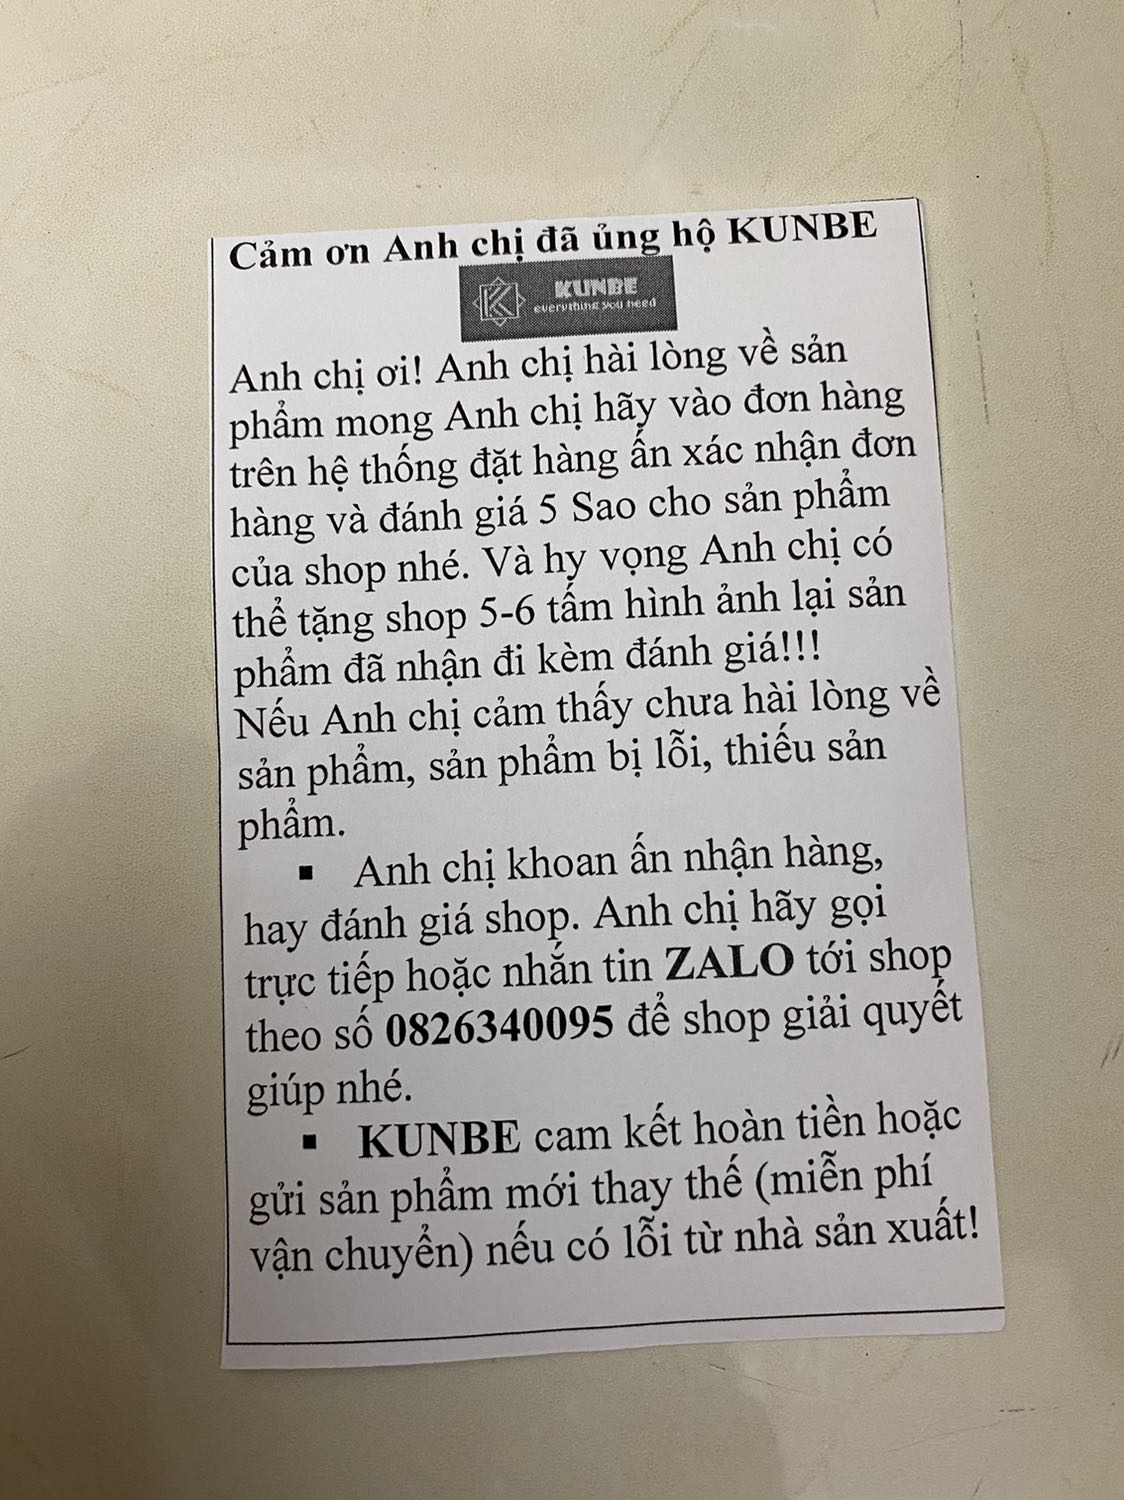 Cảm ơn Anh chị đã ủng hộ KUNBE
KUNBE
everything you need
Anh chị ơi! Anh chị hài lòng về sản
phẩm mong Anh chị hãy vào đơn hàng
trên hệ thống đặt hàng ấn xác nhận đơn
hàng và đánh giá 5 Sao cho sản phẩm
của shop nhé. Và hy vọng Anh chị có
thể tặng shop 5-6 tấm hình ảnh lại sản
phẩm đã nhận đi kèm đánh giá!!!
Nếu Anh chị cảm thấy chưa hài lòng về
sản phẩm, sản phẩm bị lỗi, thiếu sản
phẩm.
▪ Anh chị khoan ấn nhận hàng,
hay đánh giá shop. Anh chị hãy gọi
trực tiếp hoặc nhắn tin ZALO tới shop
theo số 0826340095 để shop giải quyết
giúp nhé.
▪ KUNBE cam kết hoàn tiền hoặc
gửi sản phẩm mới thay thế (miễn phí
vận chuyển) nếu có lỗi từ nhà sản xuất!